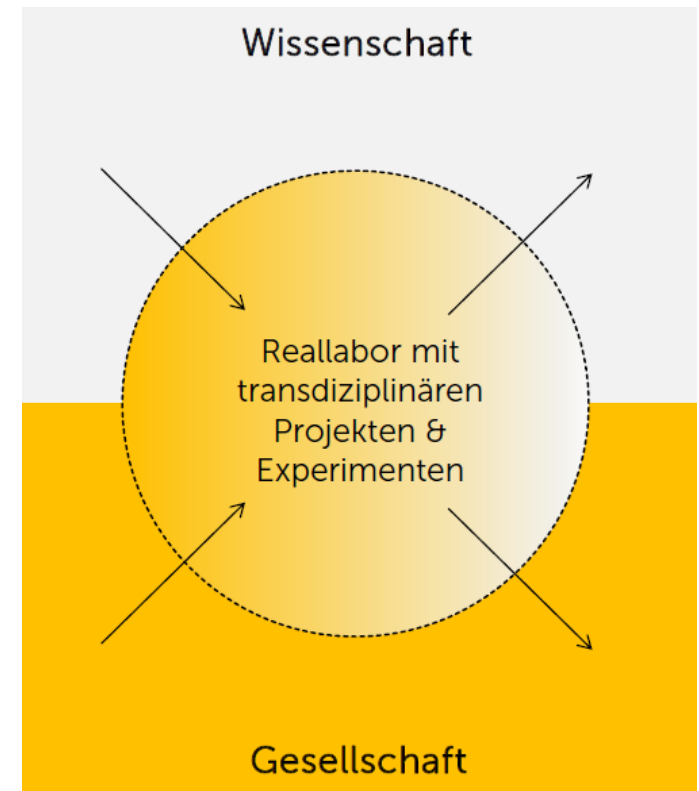 Wissenschaft
Reallabor mit
transdiziplinären
Projekten &
Experimenten
Gesellschaft